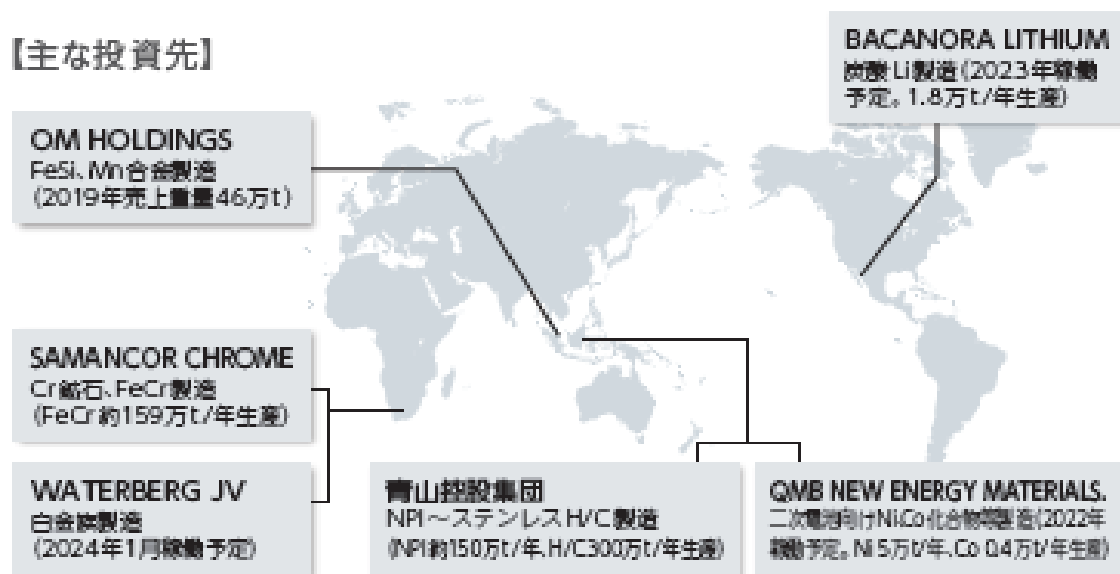 【主な投資先】
BACANORA LITHIUM
炭酸Li製造(2023年稼働
予定。1.8万t/年生産)
OM HOLDINGS
FeSi、Mn合金製造
(2019年売上重量46万t)
SAMANCOR CHROME
Cr鉱石、FeCr製造
(FeCr約159万t/年生産)
WATERBERG JV
白金族製造
(2024年1月稼働予定)
青山控股集団
NPI～ステンレスH/C製造
(NPI約150万t/年、H/C300万t/年生産)
QMB NEW ENERGY MATERIALS.
二次電池向けNi.Co化合物等製造(2022年
稼働予定。Ni 5万t/年、Co 0.4万t/年生産)